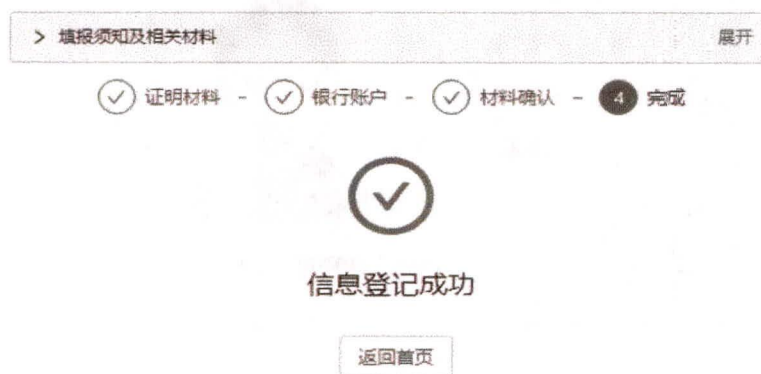 > 填报须知及相关材料 展开
证明材料 - 银行账户 - 材料确认 - 4 完成
信息登记成功
返回首页